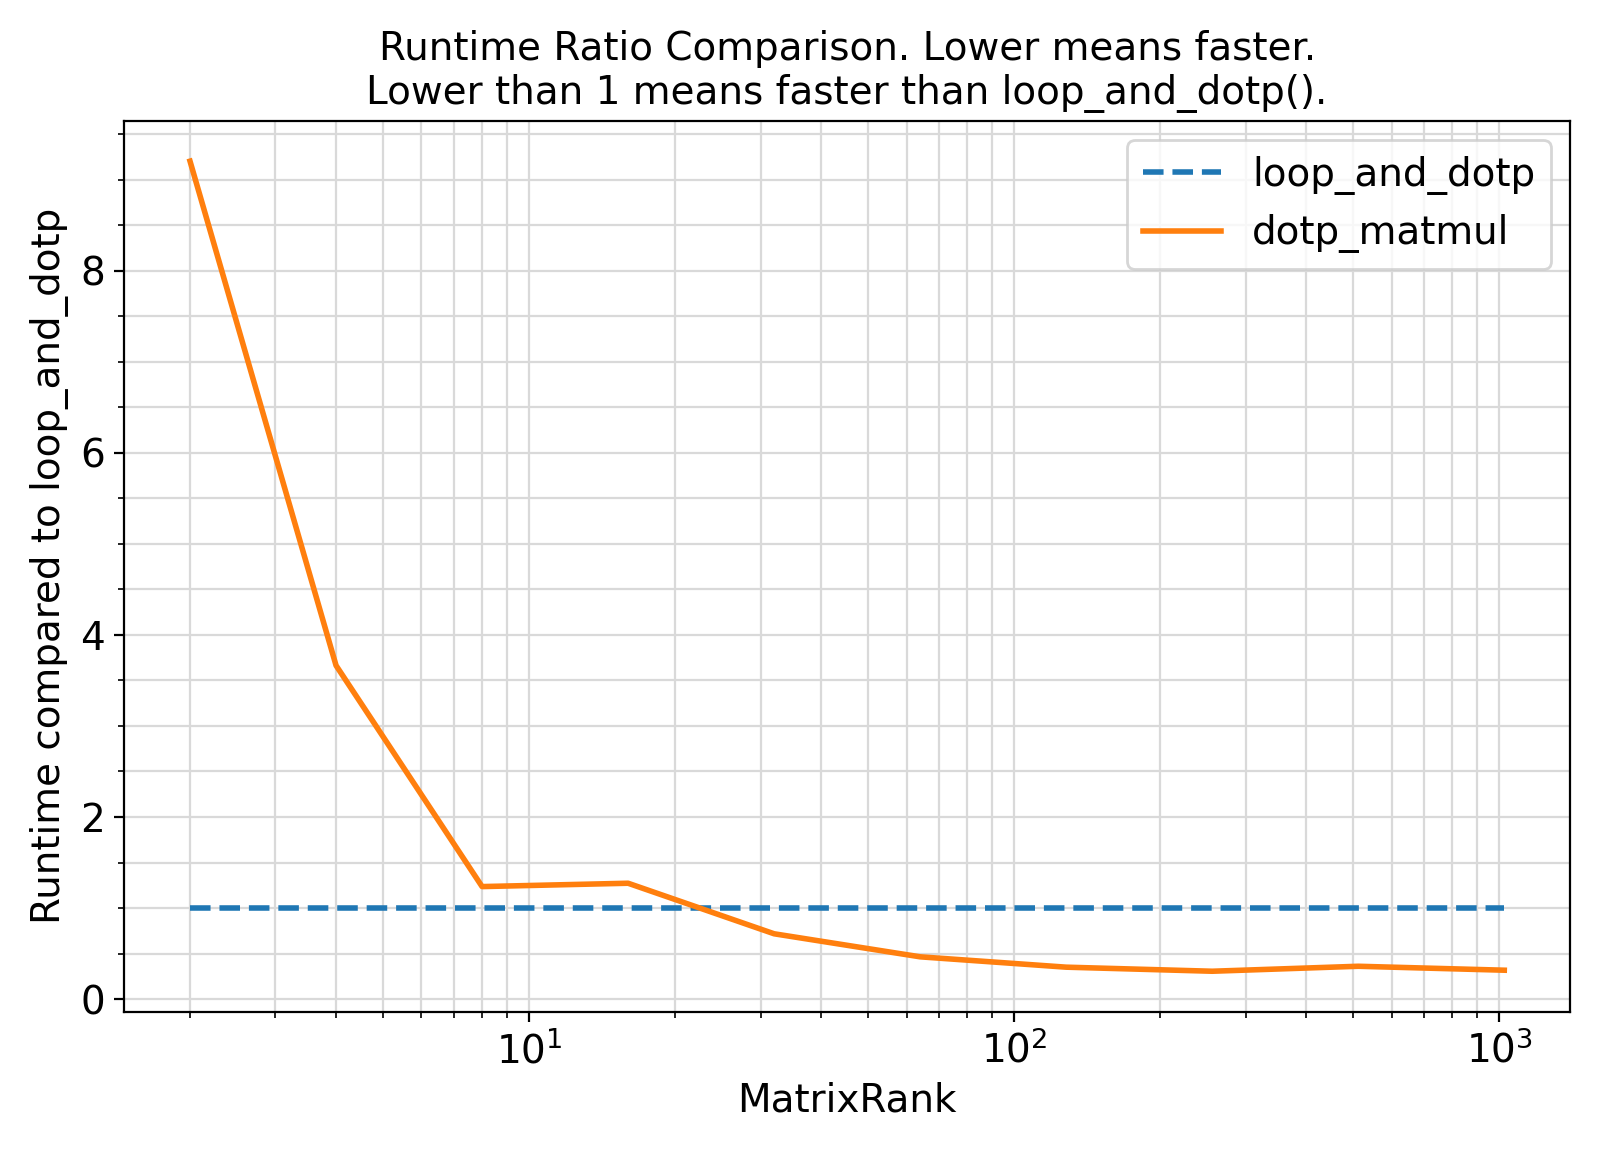 Runtime Ratio Comparison. Lower means faster.
Lower than 1 means faster than loop_and_dotp().
loop_and_dotp
dotp_matmul
Runtime compared to loop_and_dotp
8
6
4
2
0
10¹ 10² 10³
MatrixRank